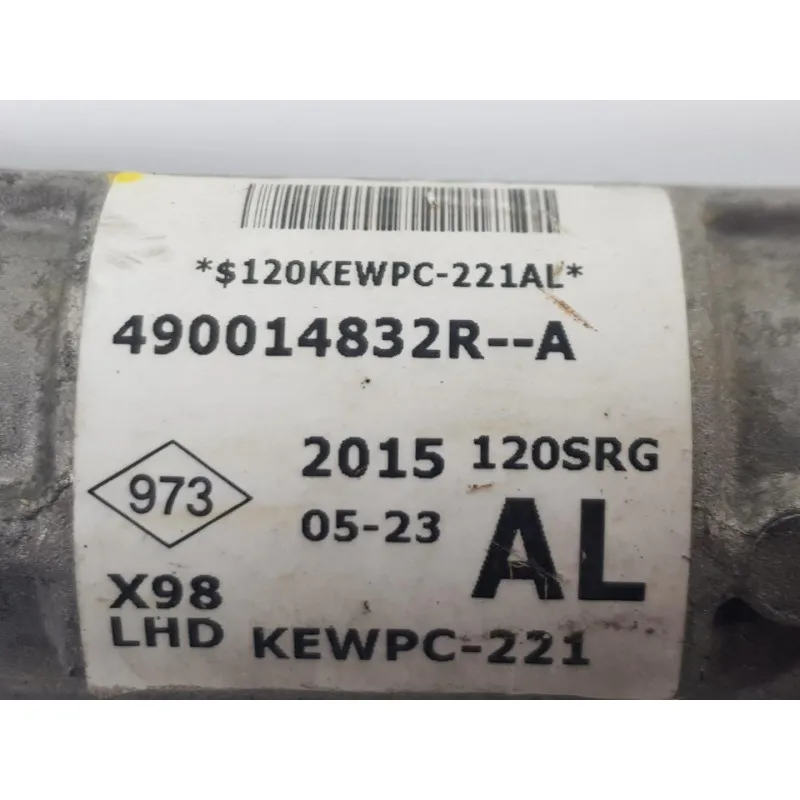 *$120KEWPC-221AL*
490014832R--A
973
2015 120SRG
05-23
AL
X98
LHD KEWPC-221